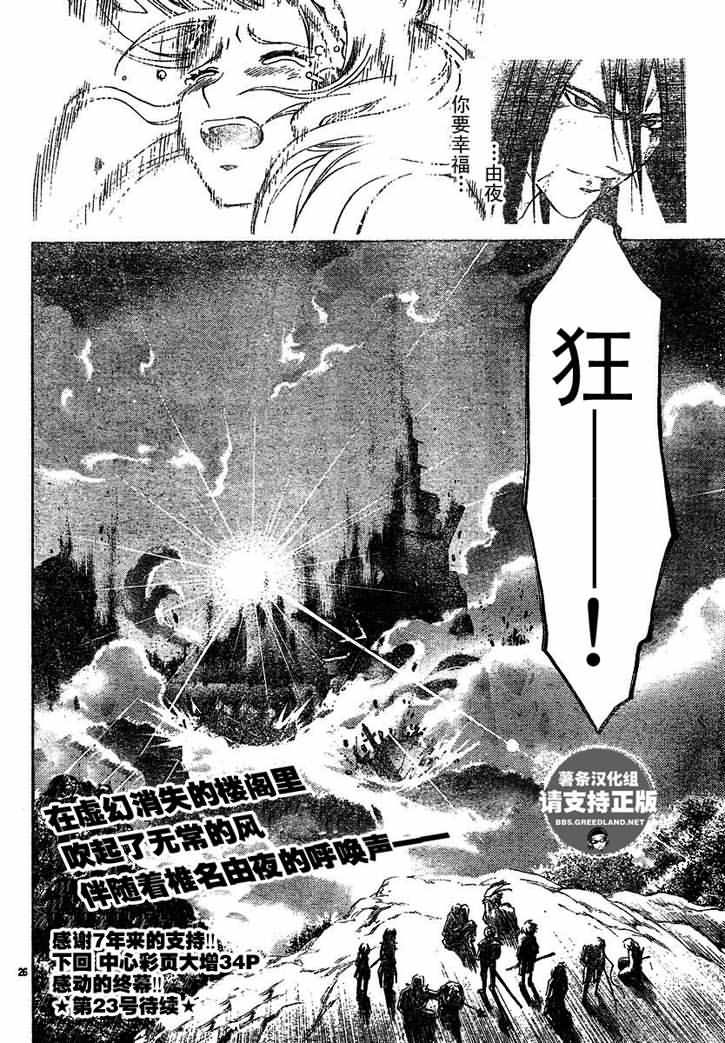 …由夜
你要幸福…
狂——！
在虚幻消失的楼阁里
吹起了无常的风
伴随着椎名由夜的呼唤声——
感谢7年来的支持!!
下回 中心彩页大增34P
感动的终幕!!
★第23号待续★
薯条汉化组
请支持正版
BBS.GREEDLAND.NET
26